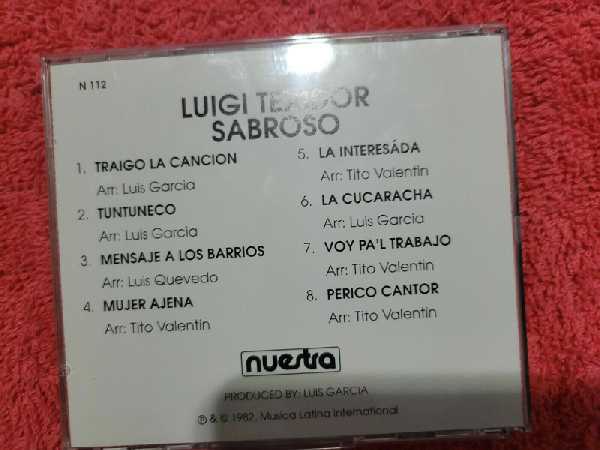 N 112
LUIGI TEXIDOR
SABROSO
1. TRAIGO LA CANCION
Arr: Luis Garcia
2. TUNTUNECO
Arr: Luis Garcia
3. MENSAJE A LOS BARRIOS
Arr: Luis Quevedo
4. MUJER AJENA
Arr: Tito Valentin
5. LA INTERESÁDA
Arr: Tito Valentin
6. LA CUCARACHA
Arr: Luis Garcia
7. VOY PA'L TRABAJO
Arr: Tito Valentin
8. PERICO CANTOR
Arr: Tito Valentin
nuestra
PRODUCED BY: LUIS GARCIA
℗ & © 1982, Musica Latina International